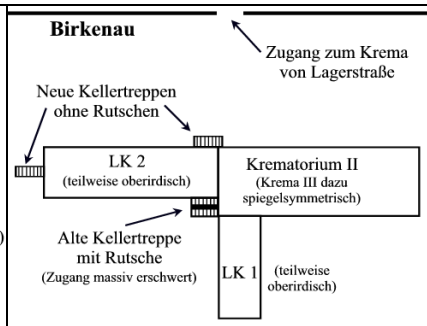 Birkenau
Zugang zum Krema
von Lagerstraße
Neue Kellertreppen
ohne Rutschen
LK 2
(teilweise oberirdisch)
Krematorium II
(Krema III dazu
spiegelsymmetrisch)
)
Alte Kellertreppe
mit Rutsche
(Zugang massiv erschwert)
LK 1
(teilweise
oberirdisch)